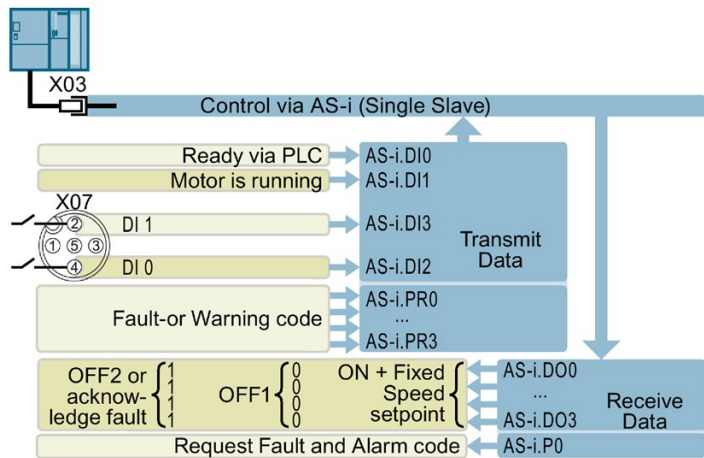 X03
Control via AS-i (Single Slave)
Ready via PLC
AS-i.DI0
Motor is running
AS-i.DI1
X07
②
DI 1
AS-i.DI3
①⑤③
Transmit
Data
④
DI 0
AS-i.DI2
Fault-or Warning code
AS-i.PR0
...
AS-i.PR3
OFF2 or
acknow-
ledge fault
1
1
1
1
OFF1
0
0
0
0
ON + Fixed
Speed
setpoint
AS-i.DO0
...
AS-i.DO3
Receive
Data
Request Fault and Alarm code
AS-i.P0